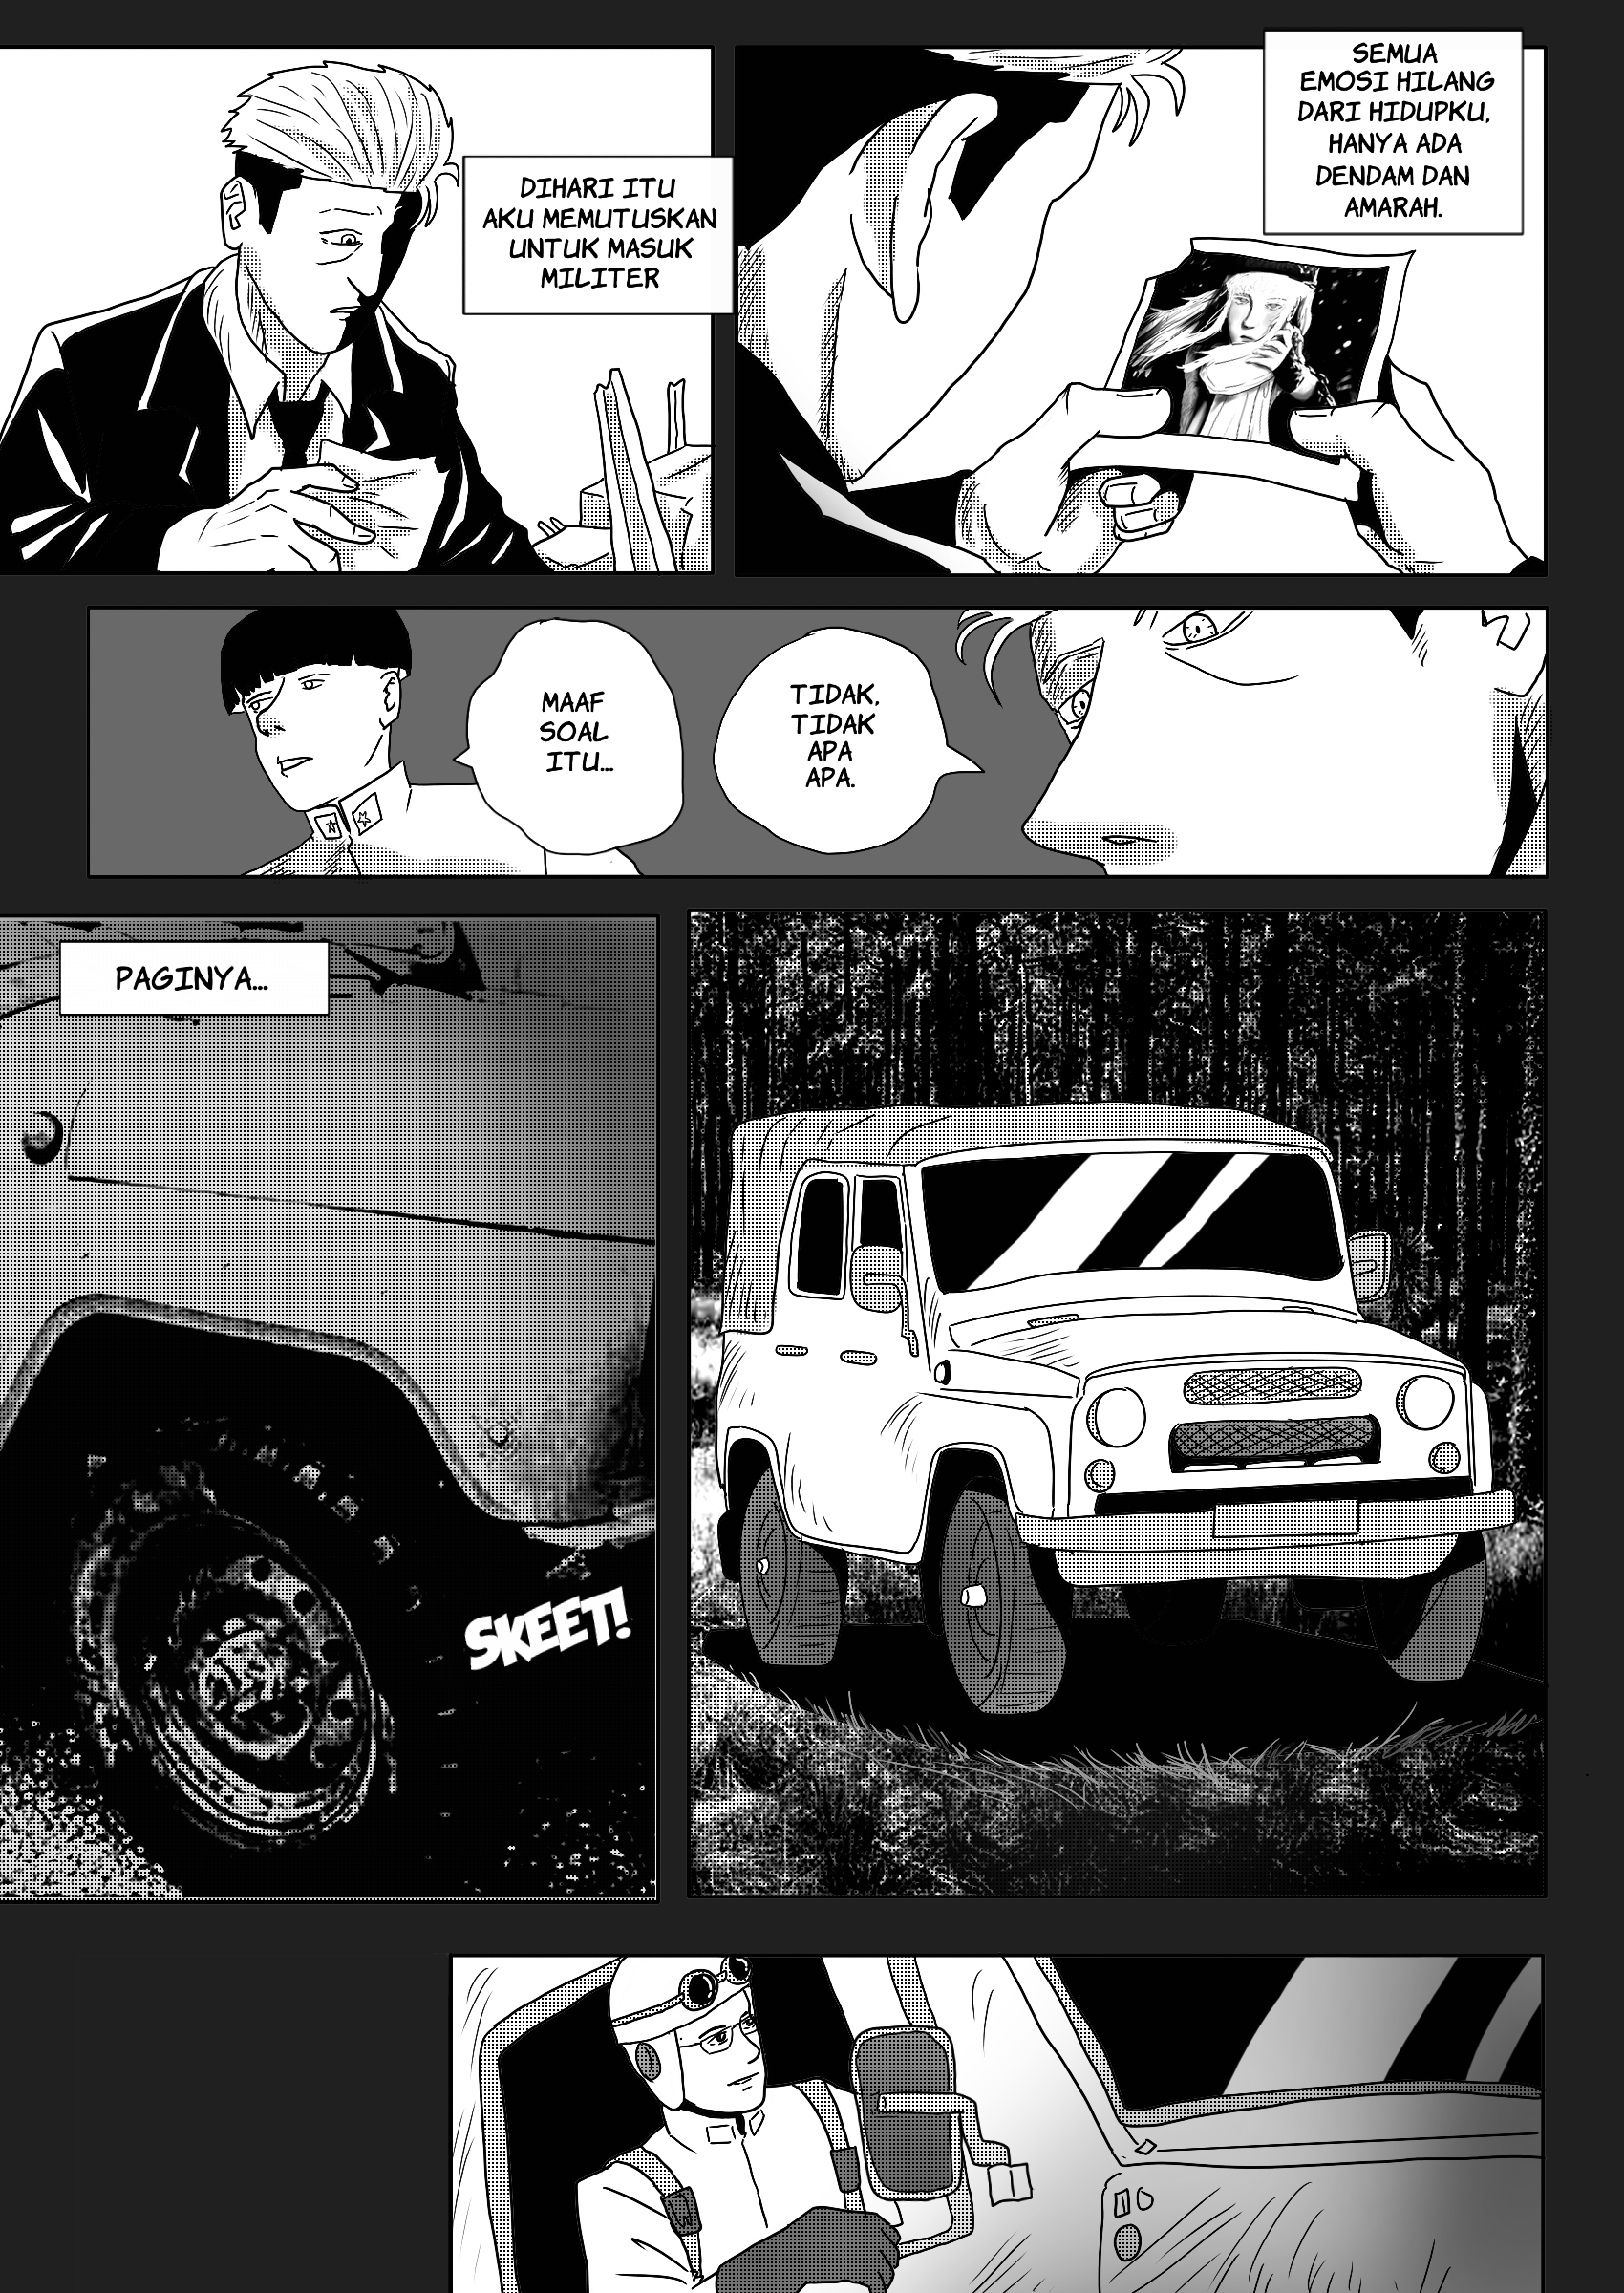 SEMUA
EMOSI HILANG
DARI HIDUPKU,
HANYA ADA
DENDAM DAN
AMARAH.
DIHARI ITU
AKU MEMUTUSKAN
UNTUK MASUK
MILITER
TIDAK,
TIDAK
APA
APA.
MAAF
SOAL
ITU...
PAGINYA...
SKEET!